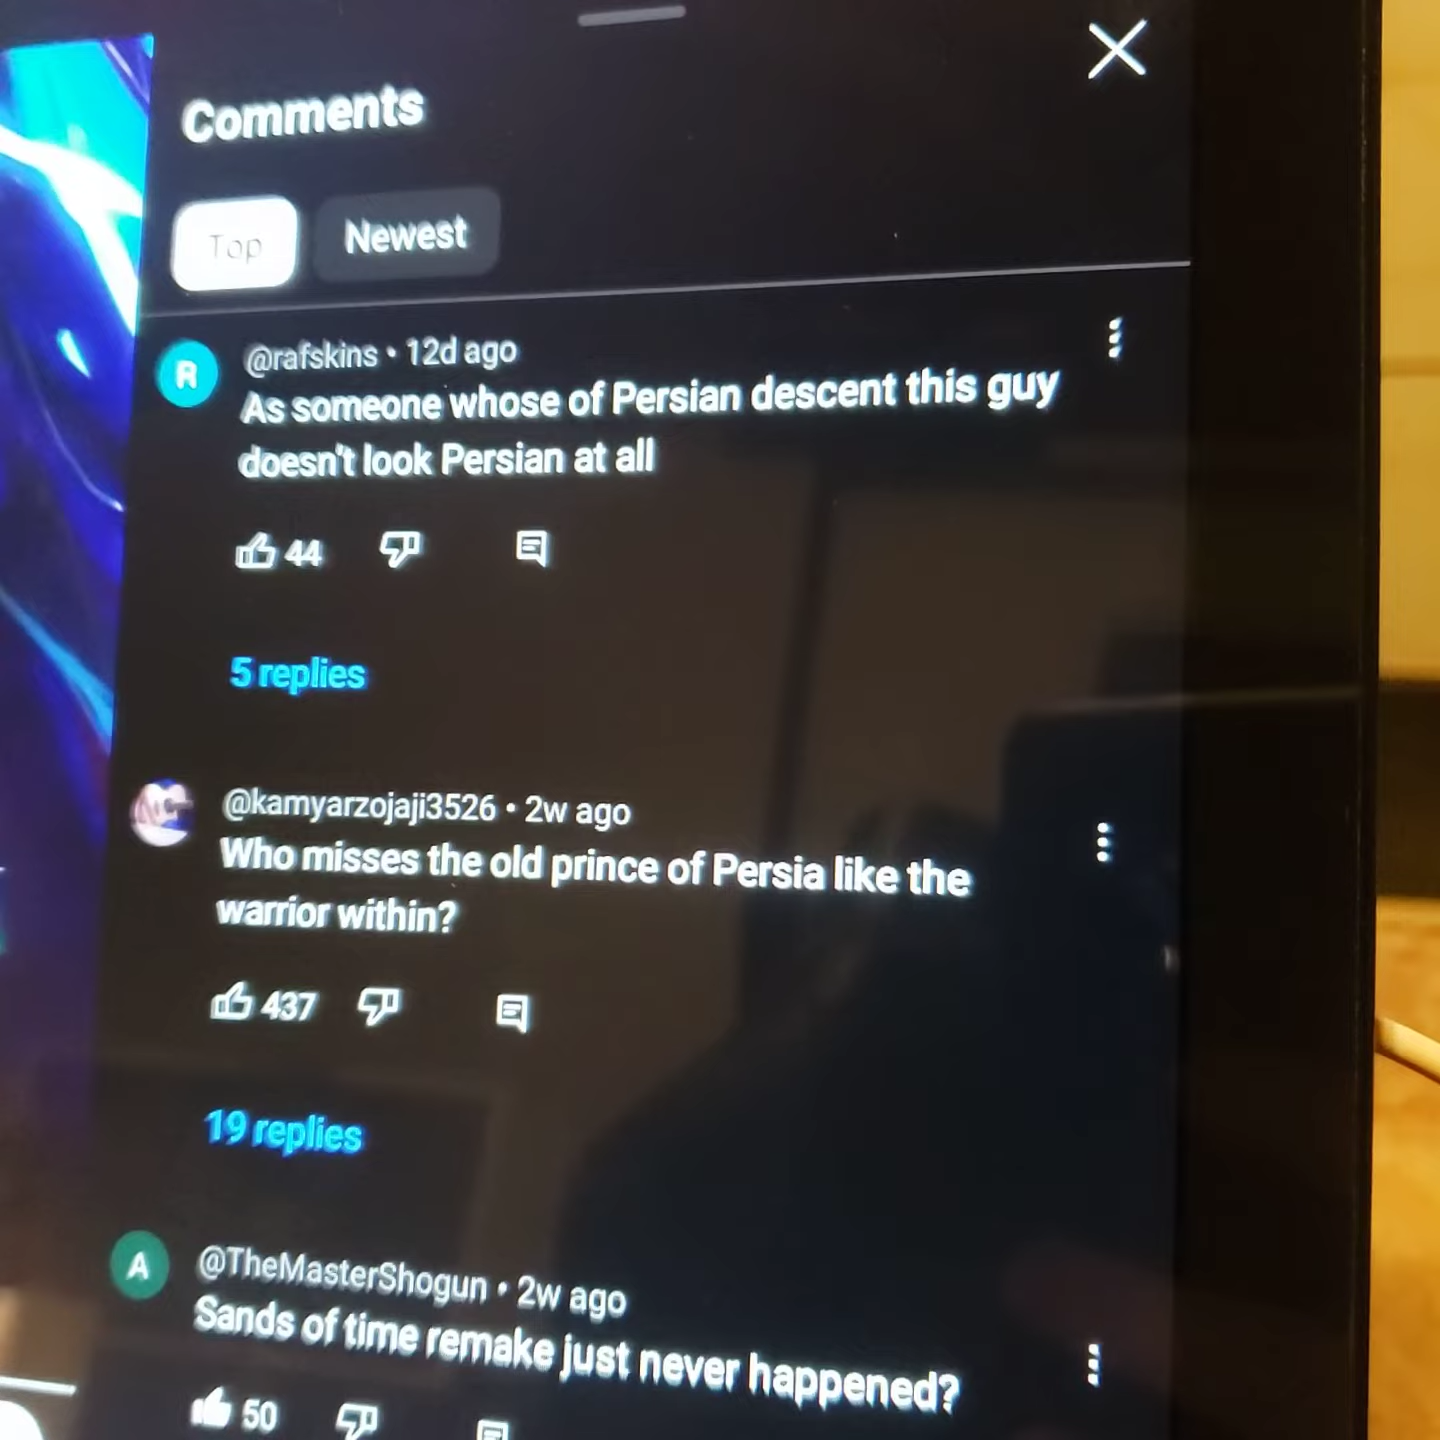 Comments
Top Newest
R @rafskins • 12d ago
As someone whose of Persian descent this guy
doesn't look Persian at all
44
5 replies
@kamyarzojaji3526 • 2w ago
Who misses the old prince of Persia like the
warrior within?
437
19 replies
A @TheMasterShogun • 2w ago
Sands of time remake just never happened?
50